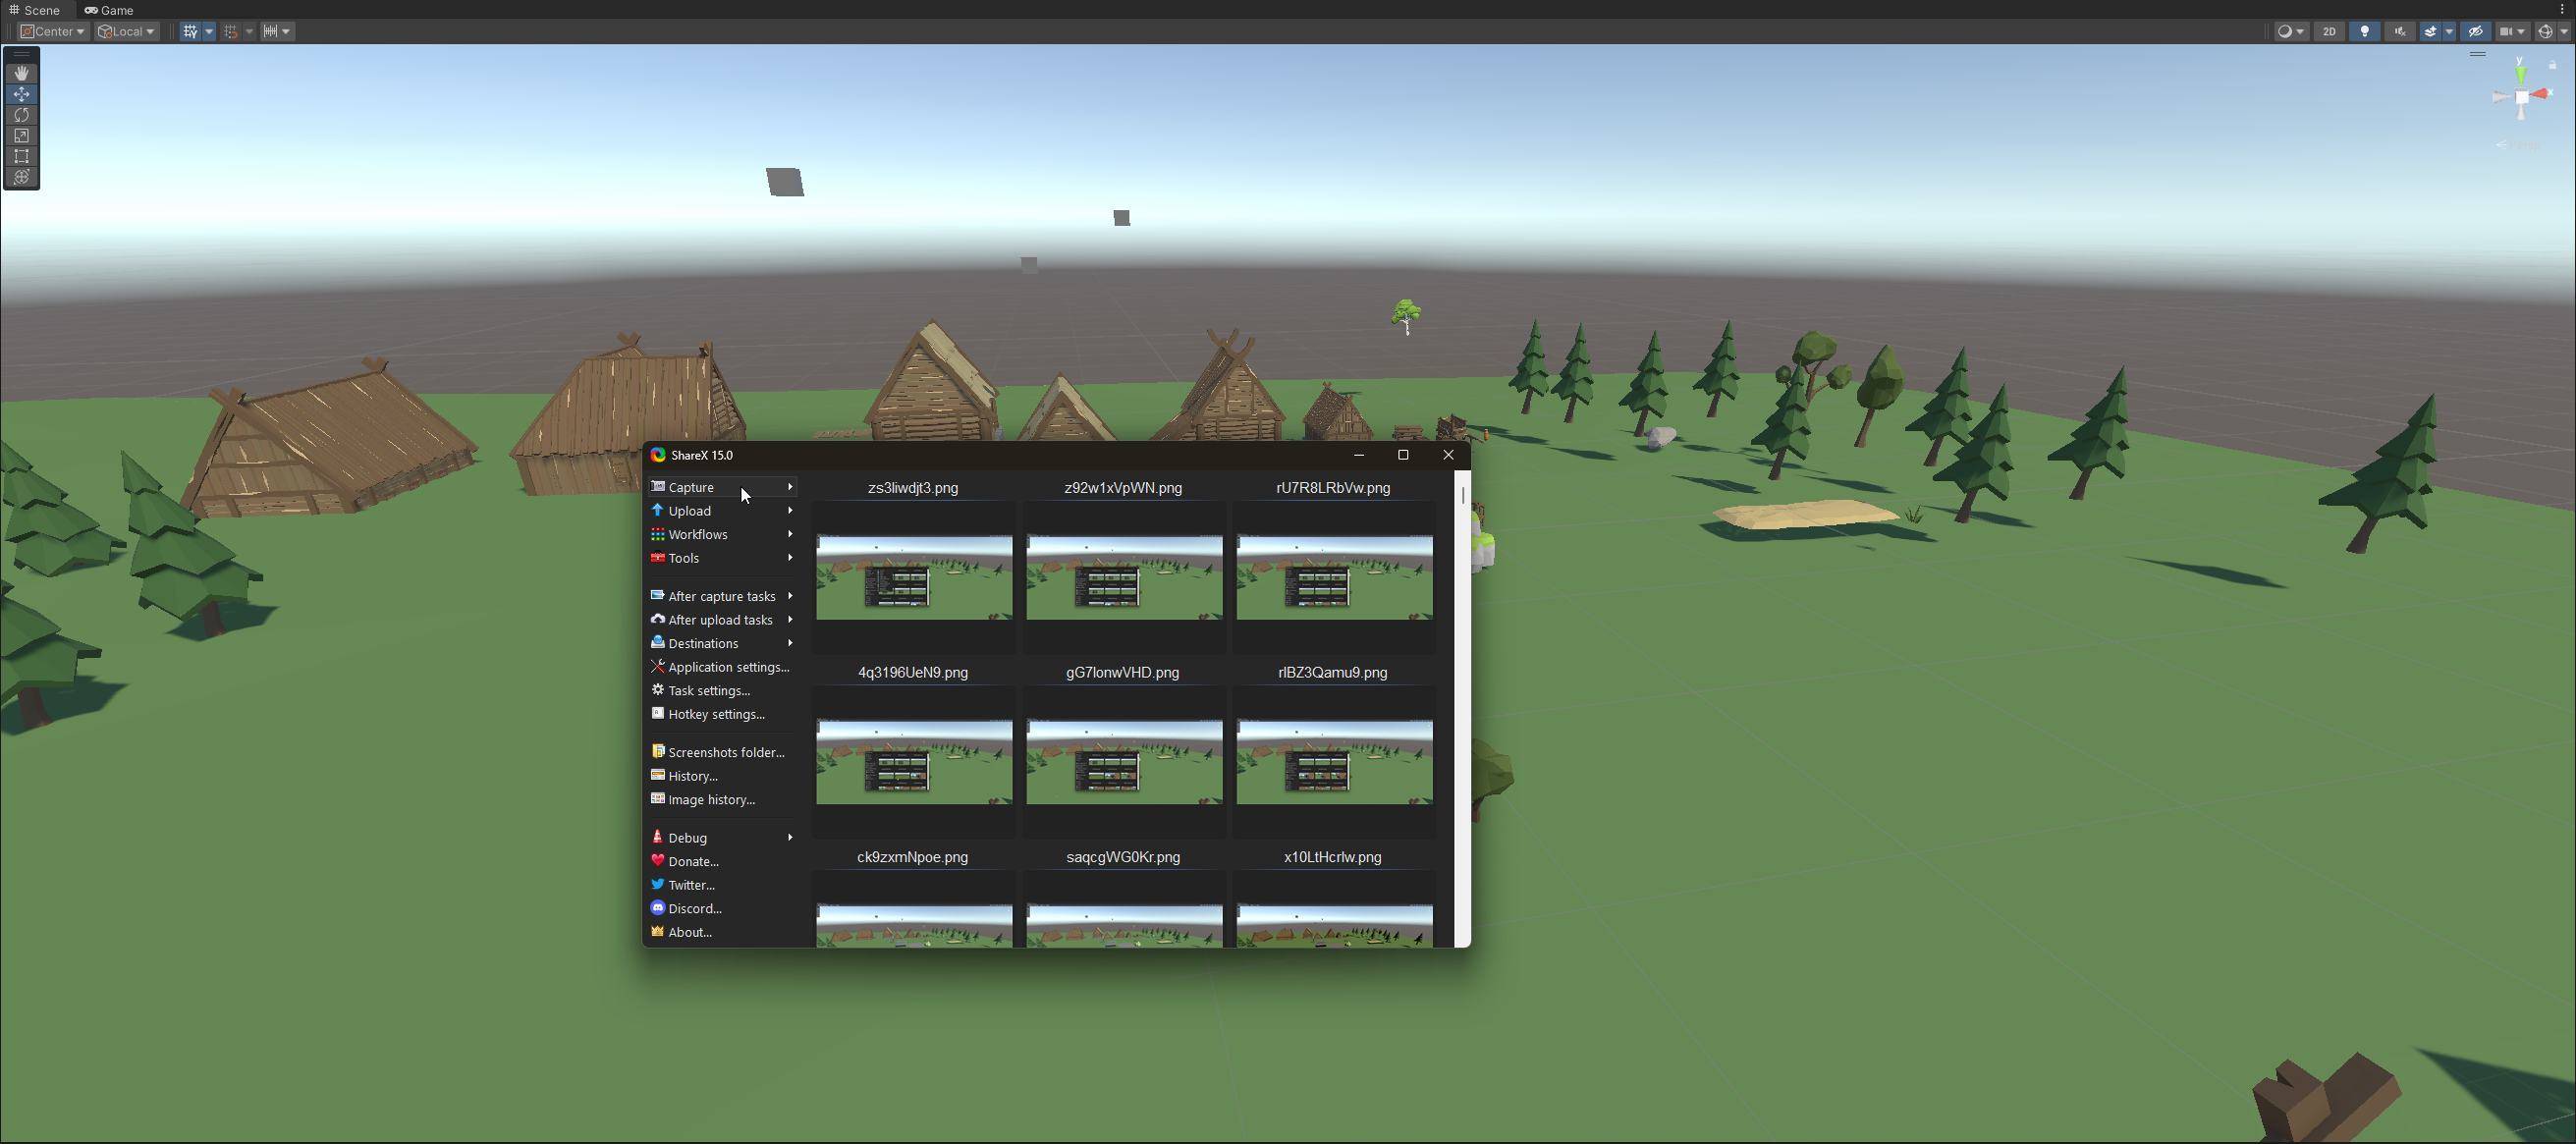 Scene
Game
Center
Local
2D
y
x
Persp
ShareX 15.0
Capture
Upload
Workflows
Tools
After capture tasks
After upload tasks
Destinations
Application settings...
Task settings...
Hotkey settings...
Screenshots folder...
History...
Image history...
Debug
Donate...
Twitter...
Discord...
About...
zs3liwdjt3.png
z92w1xVpWN.png
rU7R8LRbVw.png
4q3196UeN9.png
gG7lonwVHD.png
rlBZ3Qamu9.png
ck9zxmNpoe.png
saqcgWG0Kr.png
x10LtHcrlw.png